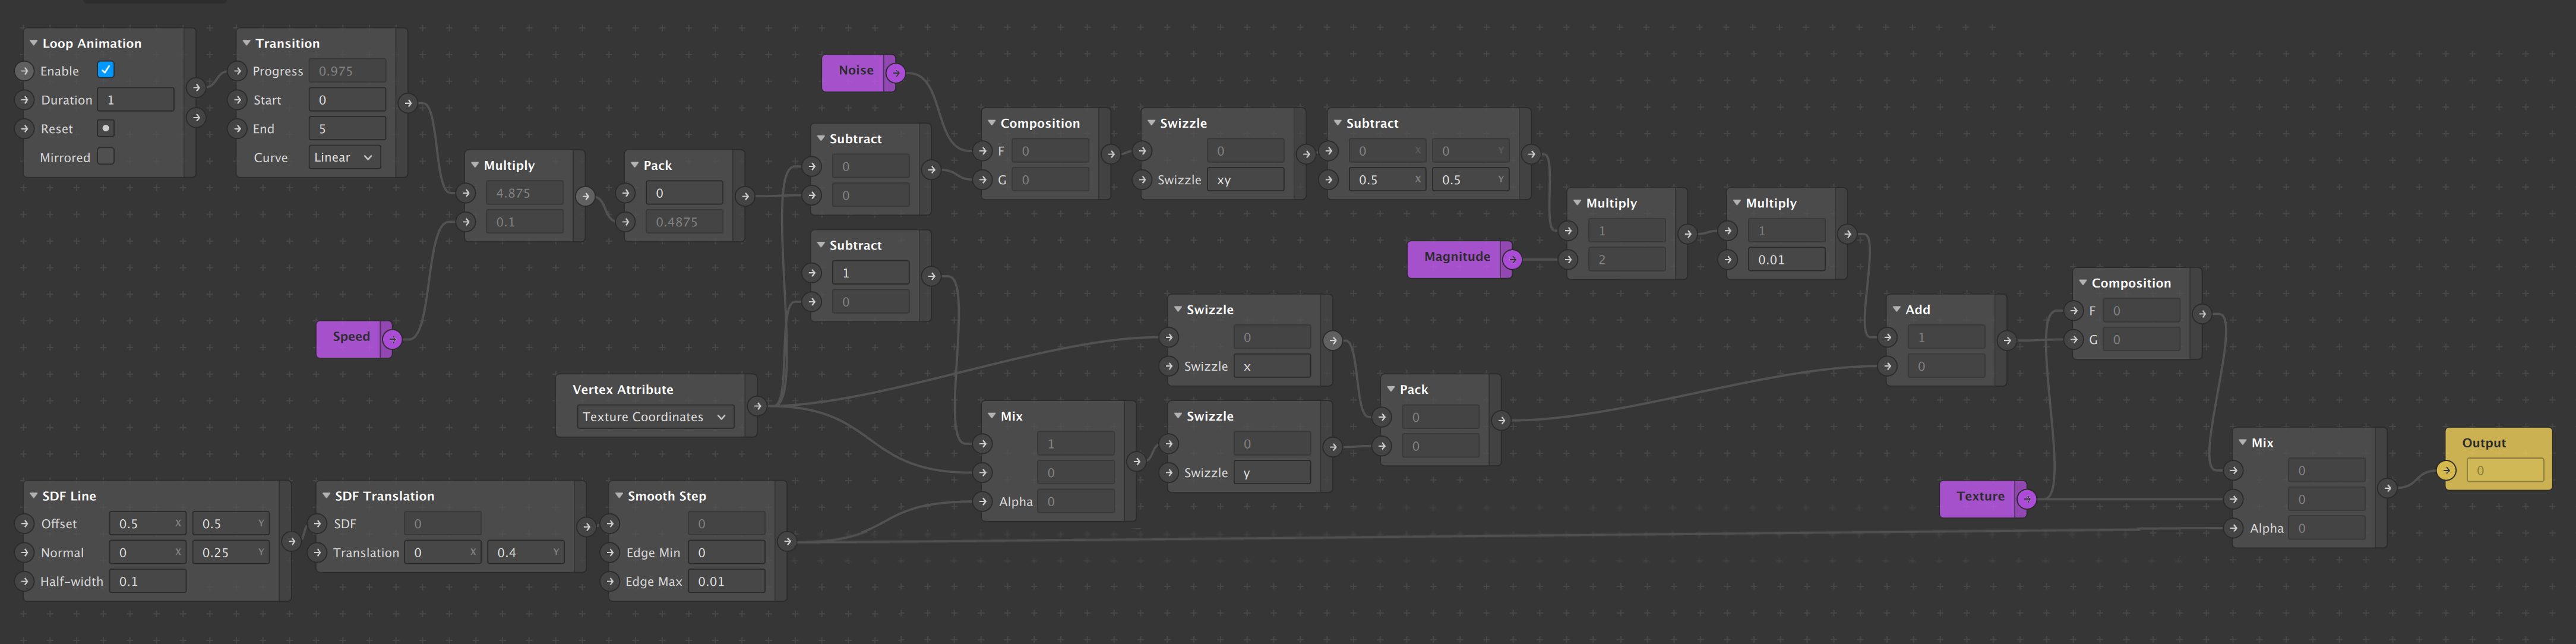 Loop Animation
Enable
Duration 1
Reset
Mirrored
Transition
Progress 0.975
Start 0
End 5
Curve Linear
Multiply
4.875
0.1
Pack
0
0.4875
Speed
Noise
Subtract
0
0
Subtract
1
0
Vertex Attribute
Texture Coordinates
Composition
F 0
G 0
Swizzle
0
Swizzle xy
Subtract
0 X 0 Y
0.5 X 0.5 Y
Magnitude
Multiply
1
2
Multiply
1
0.01
Swizzle
0
Swizzle x
Mix
1
0
Alpha 0
Swizzle
0
Swizzle y
Pack
0
0
Add
1
0
Composition
F 0
G 0
SDF Line
Offset 0.5 X 0.5 Y
Normal 0 X 0.25 Y
Half-width 0.1
SDF Translation
SDF 0
Translation 0 X 0.4 Y
Smooth Step
0
Edge Min 0
Edge Max 0.01
Texture
Mix
0
0
Alpha 0
Output
0